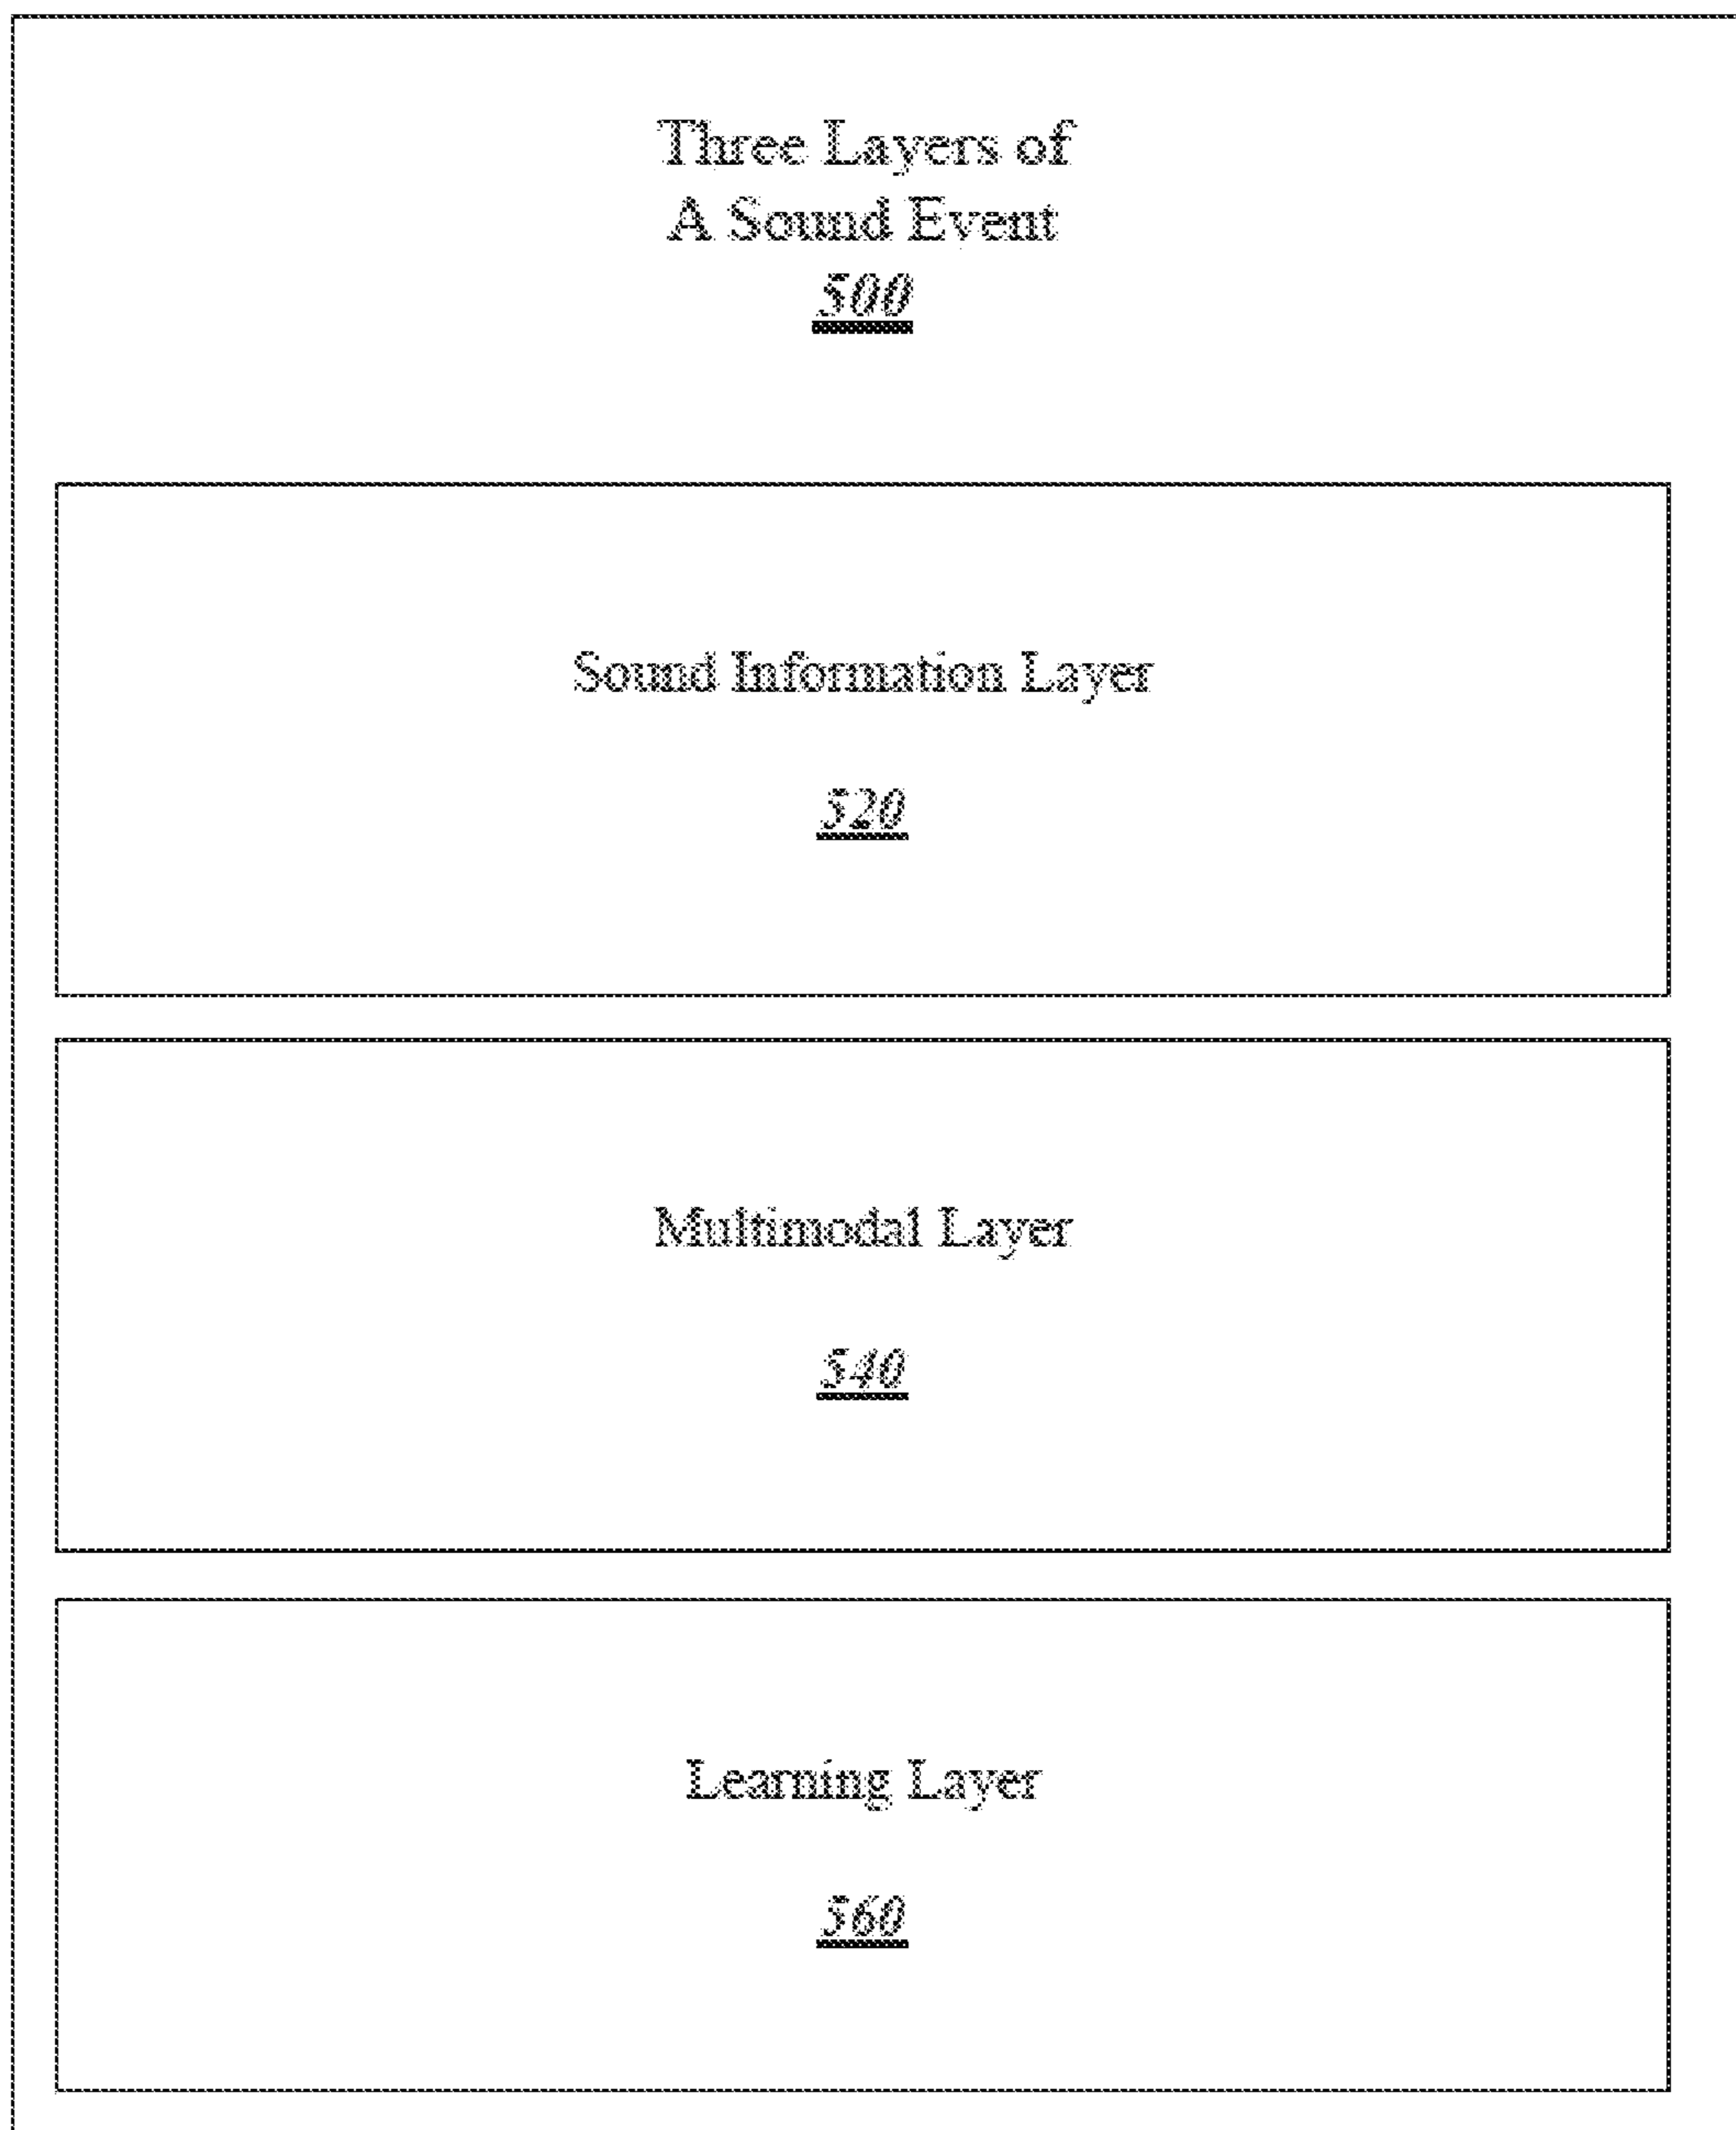 Three Layers of
A Sound Event
500
Sound Information Layer
520
Multimodal Layer
540
Learning Layer
560